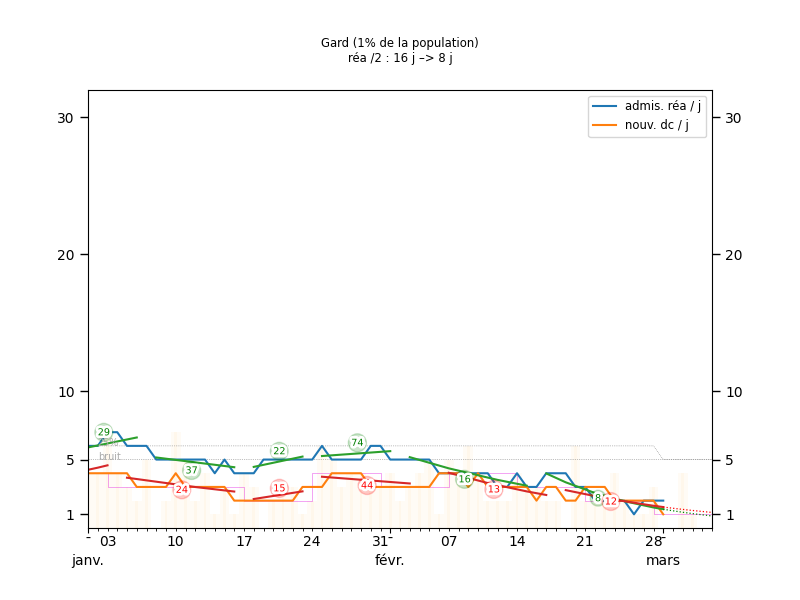 Gard (1% de la population)
réa /2 : 16 j –> 8 j
admis. réa / j
nouv. dc / j
30 30
20 20
10 10
5 5
1 1
29 37 22 74 16 8
24 15 44 13 12
bruit
03 10 17 24 31 07 14 21 28
janv. févr. mars